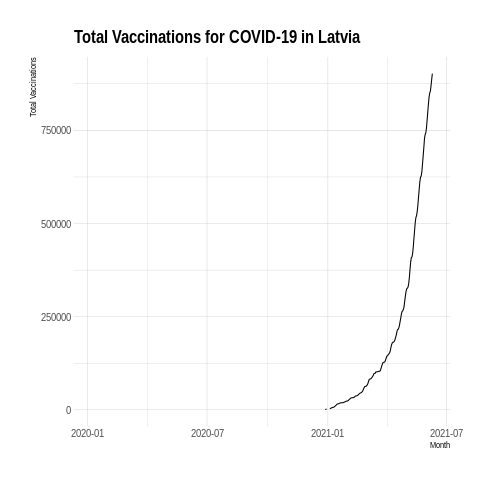 Total Vaccinations for COVID-19 in Latvia
Total Vaccinations
750000
500000
250000
0
2020-01
2020-07
2021-01
2021-07
Month